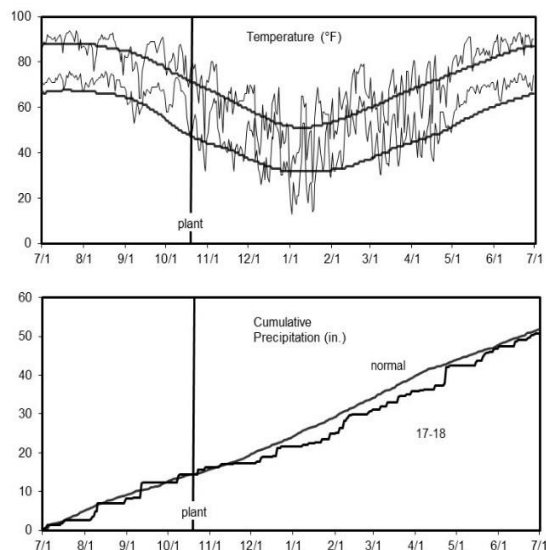 100
Temperature (°F)
80
60
40
20
plant
0
7/1 8/1 9/1 10/1 11/1 12/1 1/1 2/1 3/1 4/1 5/1 6/1 7/1
60
Cumulative
Precipitation (in.)
50
normal
40
30
20
17-18
10
plant
0
7/1 8/1 9/1 10/1 11/1 12/1 1/1 2/1 3/1 4/1 5/1 6/1 7/1